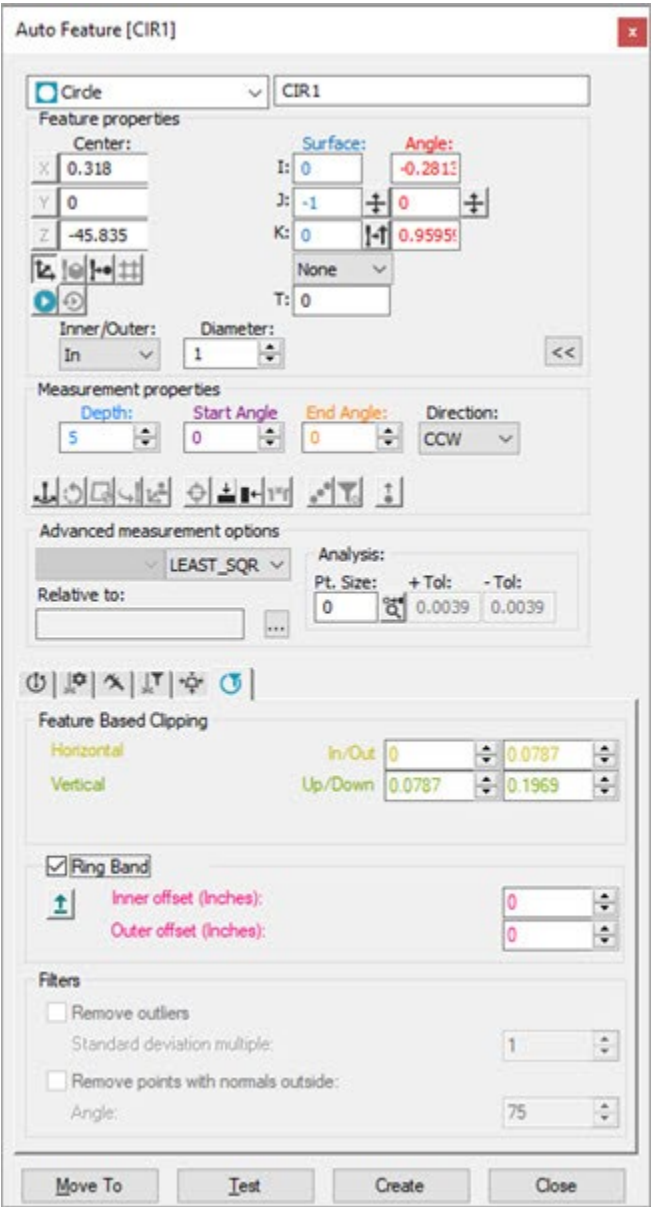 Auto Feature [CIR1]
x
Circle CIR1
Feature properties
Center: Surface: Angle:
X 0.318 I: 0 -0.2813
Y 0 J: -1 0
Z -45.835 K: 0 0.9595
None
T: 0
Inner/Outer: Diameter:
In 1 <<
Measurement properties
Depth: Start Angle End Angle: Direction:
5 0 0 CCW
Advanced measurement options
LEAST_SQR Analysis:
Pt. Size: + Tol: - Tol:
Relative to: 0 0.0039 0.0039
...
Feature Based Clipping
Horizontal In/Out 0 0.0787
Vertical Up/Down 0.0787 0.1969
Ring Band
Inner offset (Inches): 0
Outer offset (Inches): 0
Filters
Remove outliers
Standard deviation multiple: 1
Remove points with normals outside:
Angle: 75
Move To Test Create Close